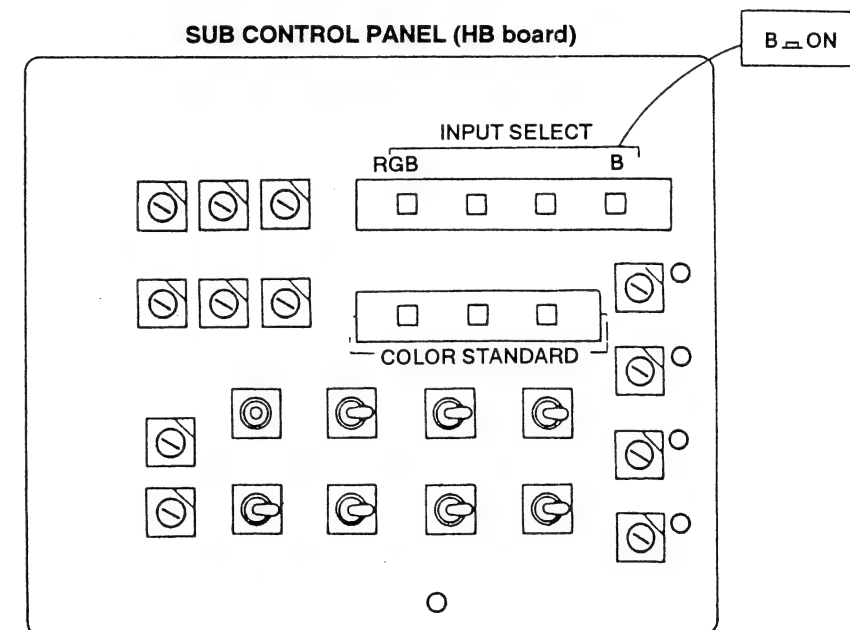 SUB CONTROL PANEL (HB board)
B ON
INPUT SELECT
RGB B
COLOR STANDARD